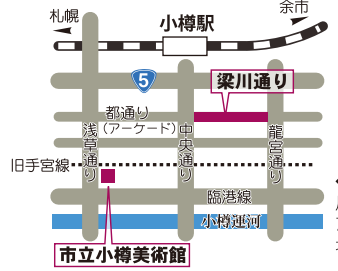 札幌
余市
小樽駅
5
梁川通り
都通り
(アーケード)
浅草通り
中央通り
龍宮通り
旧手宮線
臨港線
小樽運河
市立小樽美術館